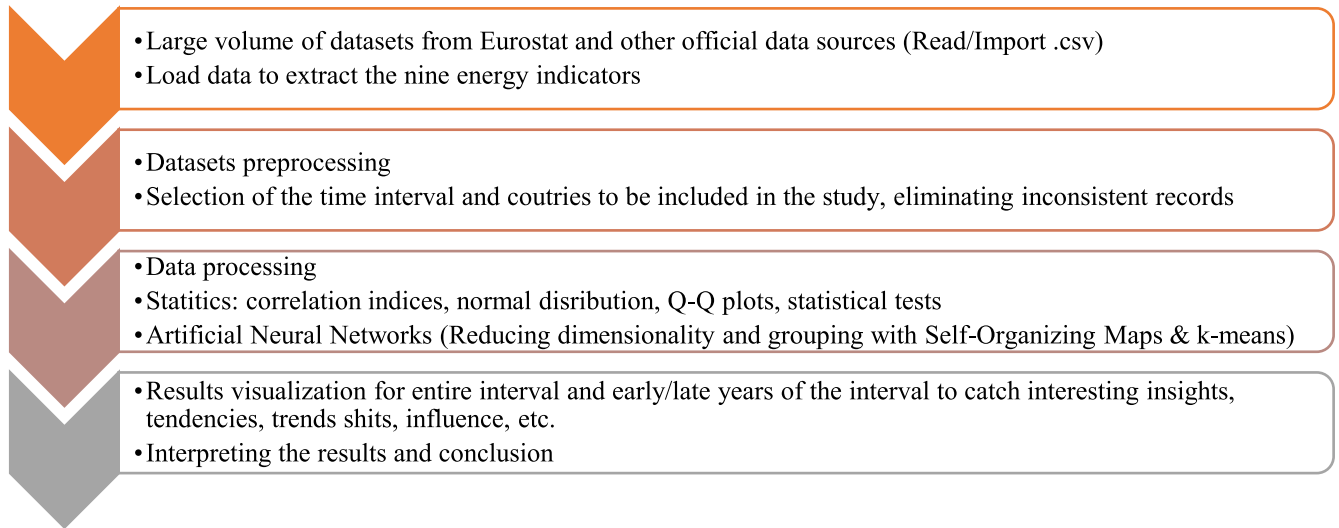 •Large volume of datasets from Eurostat and other official data sources (Read/Import .csv)
•Load data to extract the nine energy indicators
•Datasets preprocessing
•Selection of the time interval and coutries to be included in the study, eliminating inconsistent records
•Data processing
•Statitics: correlation indices, normal disribution, Q-Q plots, statistical tests
•Artificial Neural Networks (Reducing dimensionality and grouping with Self-Organizing Maps & k-means)
•Results visualization for entire interval and early/late years of the interval to catch interesting insights,
tendencies, trends shits, influence, etc.
•Interpreting the results and conclusion